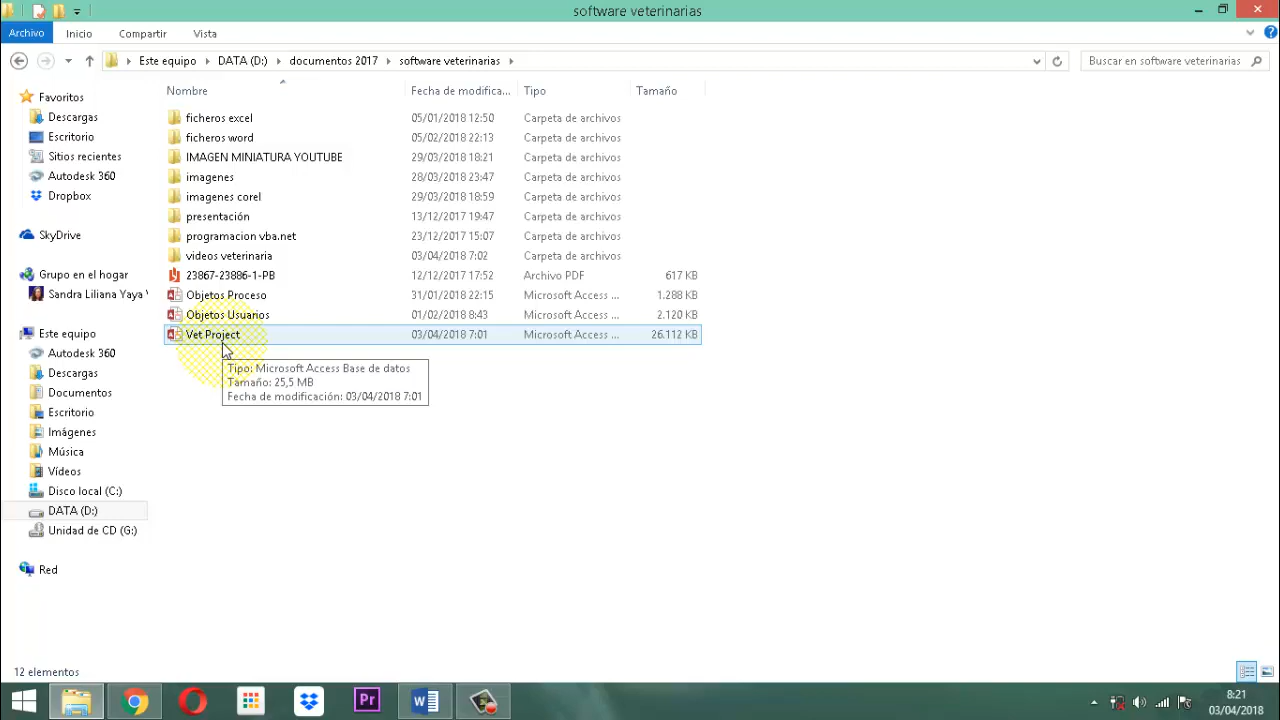 software veterinarias
Archivo Inicio Compartir Vista
Este equipo DATA (D:) documentos 2017 software veterinarias Buscar en software veterinarias
Nombre Fecha de modifica... Tipo Tamaño
Favoritos
Descargas
Escritorio
Sitios recientes
Autodesk 360
Dropbox
SkyDrive
Grupo en el hogar
Sandra Liliana Yaya
Este equipo
Autodesk 360
Descargas
Documentos
Escritorio
Imágenes
Música
Vídeos
Disco local (C:)
DATA (D:)
Unidad de CD (G:)
Red
ficheros excel 05/01/2018 12:50 Carpeta de archivos
ficheros word 05/02/2018 22:13 Carpeta de archivos
IMAGEN MINIATURA YOUTUBE 29/03/2018 18:21 Carpeta de archivos
imagenes 28/03/2018 23:47 Carpeta de archivos
imagenes corel 29/03/2018 18:59 Carpeta de archivos
presentación 13/12/2017 19:47 Carpeta de archivos
programacion vba.net 23/12/2017 15:07 Carpeta de archivos
videos veterinaria 03/04/2018 7:02 Carpeta de archivos
23867-23886-1-PB 12/12/2017 17:52 Archivo PDF 617 KB
Objetos Proceso 31/01/2018 22:15 Microsoft Access ... 1.288 KB
Objetos Usuarios 01/02/2018 8:43 Microsoft Access ... 2.120 KB
Vet Project 03/04/2018 7:01 Microsoft Access ... 26.112 KB
Tipo: Microsoft Access Base de datos
Tamaño: 25,5 MB
Fecha de modificación: 03/04/2018 7:01
12 elementos
Pr
8:21
03/04/2018